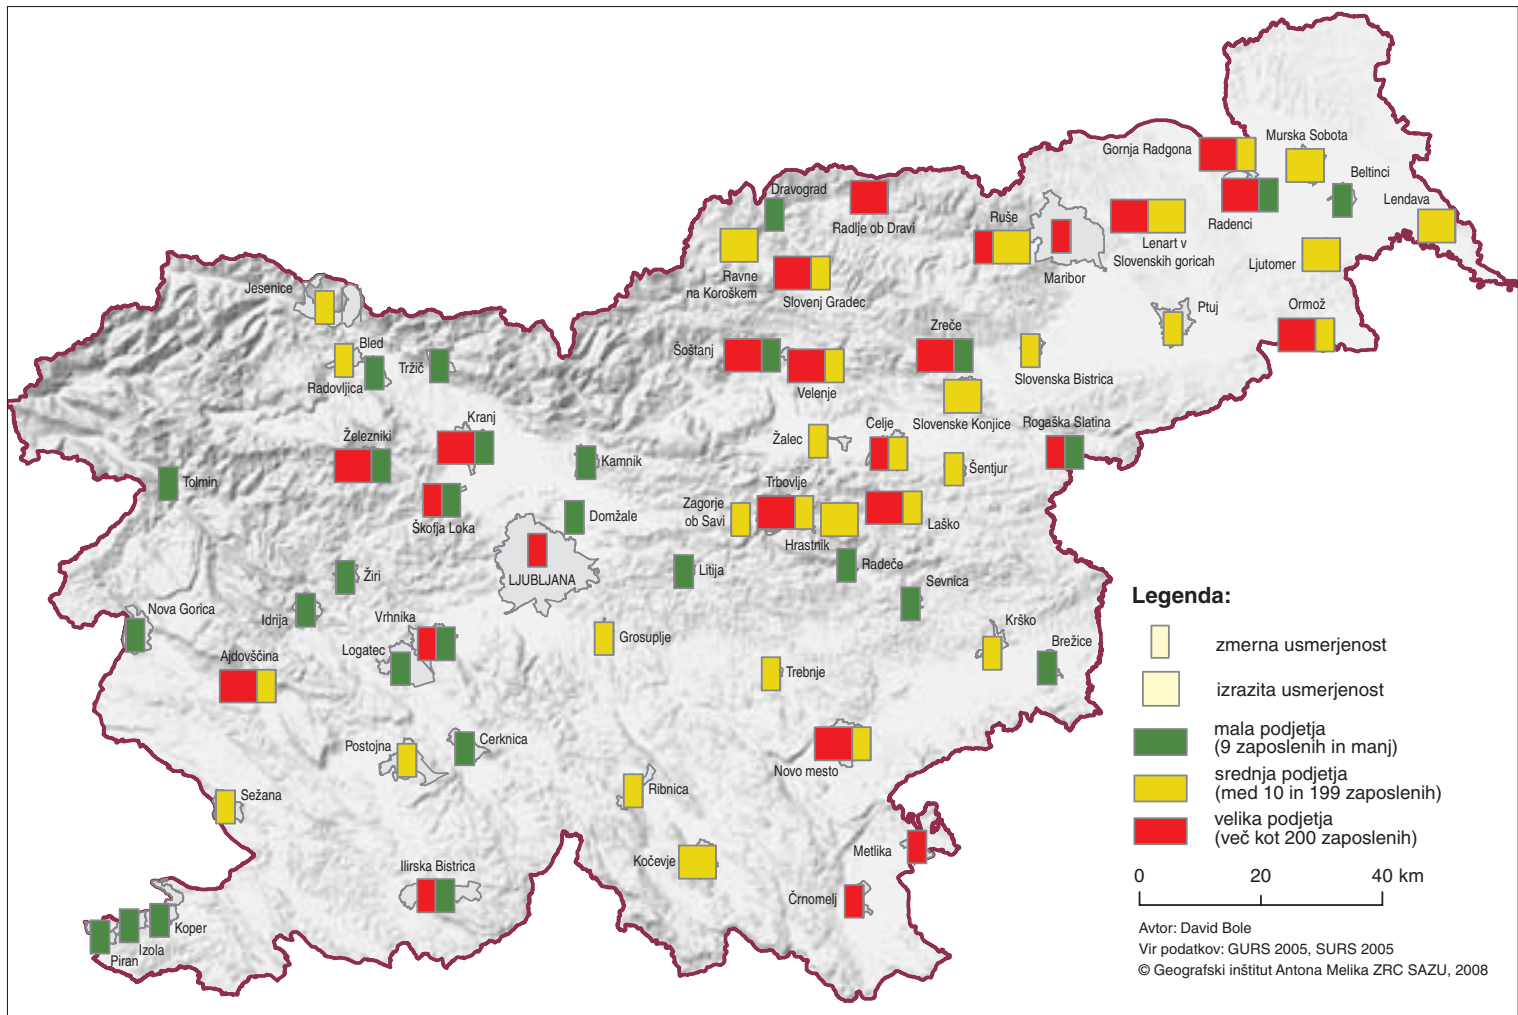 Murska Sobota
Gornja Radgona
Beltinci
Dravograd
Lendava
Radlje ob Dravi
Ruše
Radenci
Lenart v
Slovenskih goricah
Ravne
na Koroškem
Maribor
Ljutomer
Jesenice
Slovenj Gradec
Ormož
Ptuj
Zreče
Bled
Šoštanj
Tržič
Radovljica
Velenje
Slovenska Bistrica
Kranj
Slovenske Konjice
Rogaška Slatina
Železniki
Žalec
Celje
Kamnik
Šentjur
Tolmin
Trbovlje
Zagorje
ob Savi
Domžale
Škofja Loka
Laško
Hrastnik
LJUBLJANA
Radeče
Žiri
Litija
Sevnica
Nova Gorica
Idrija
Vrhnika
Krško
Grosuplje
Brežice
Logatec
Ajdovščina
Trebnje
Postojna
Cerknica
Novo mesto
Sežana
Ribnica
Metlika
Kočevje
Ilirska Bistrica
Črnomelj
Koper
Izola
Piran
Legenda:
zmerna usmerjenost
izrazita usmerjenost
mala podjetja
(9 zaposlenih in manj)
srednja podjetja
(med 10 in 199 zaposlenih)
velika podjetja
(več kot 200 zaposlenih)
0 20 40 km
Avtor: David Bole
Vir podatkov: GURS 2005, SURS 2005
© Geografski inštitut Antona Melika ZRC SAZU, 2008